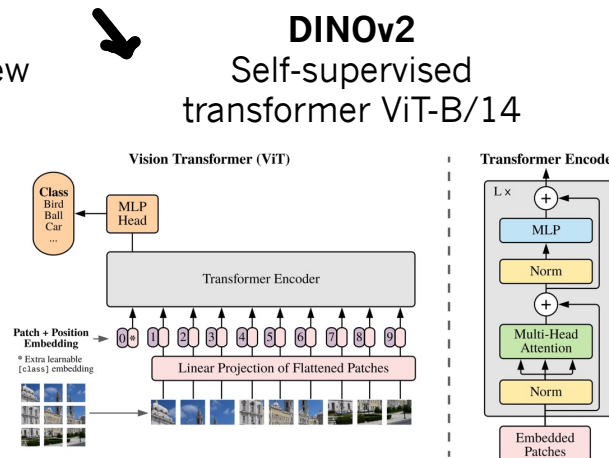 ew
DINOv2
Self-supervised
transformer ViT-B/14
Vision Transformer (ViT)
Class
Bird
Ball
Car
...
MLP
Head
Transformer Encoder
Patch + Position
Embedding
* Extra learnable
[class] embedding
0 * 1 2 3 4 5 6 7 8 9
Linear Projection of Flattened Patches
Transformer Encode
L x
+
MLP
Norm
+
Multi-Head
Attention
Norm
Embedded
Patches